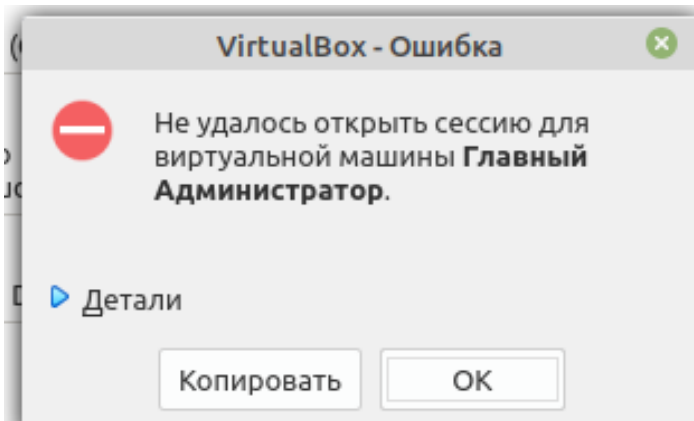 VirtualBox - Ошибка
Не удалось открыть сессию для
виртуальной машины Главный
Администратор.
Детали
Копировать
OK